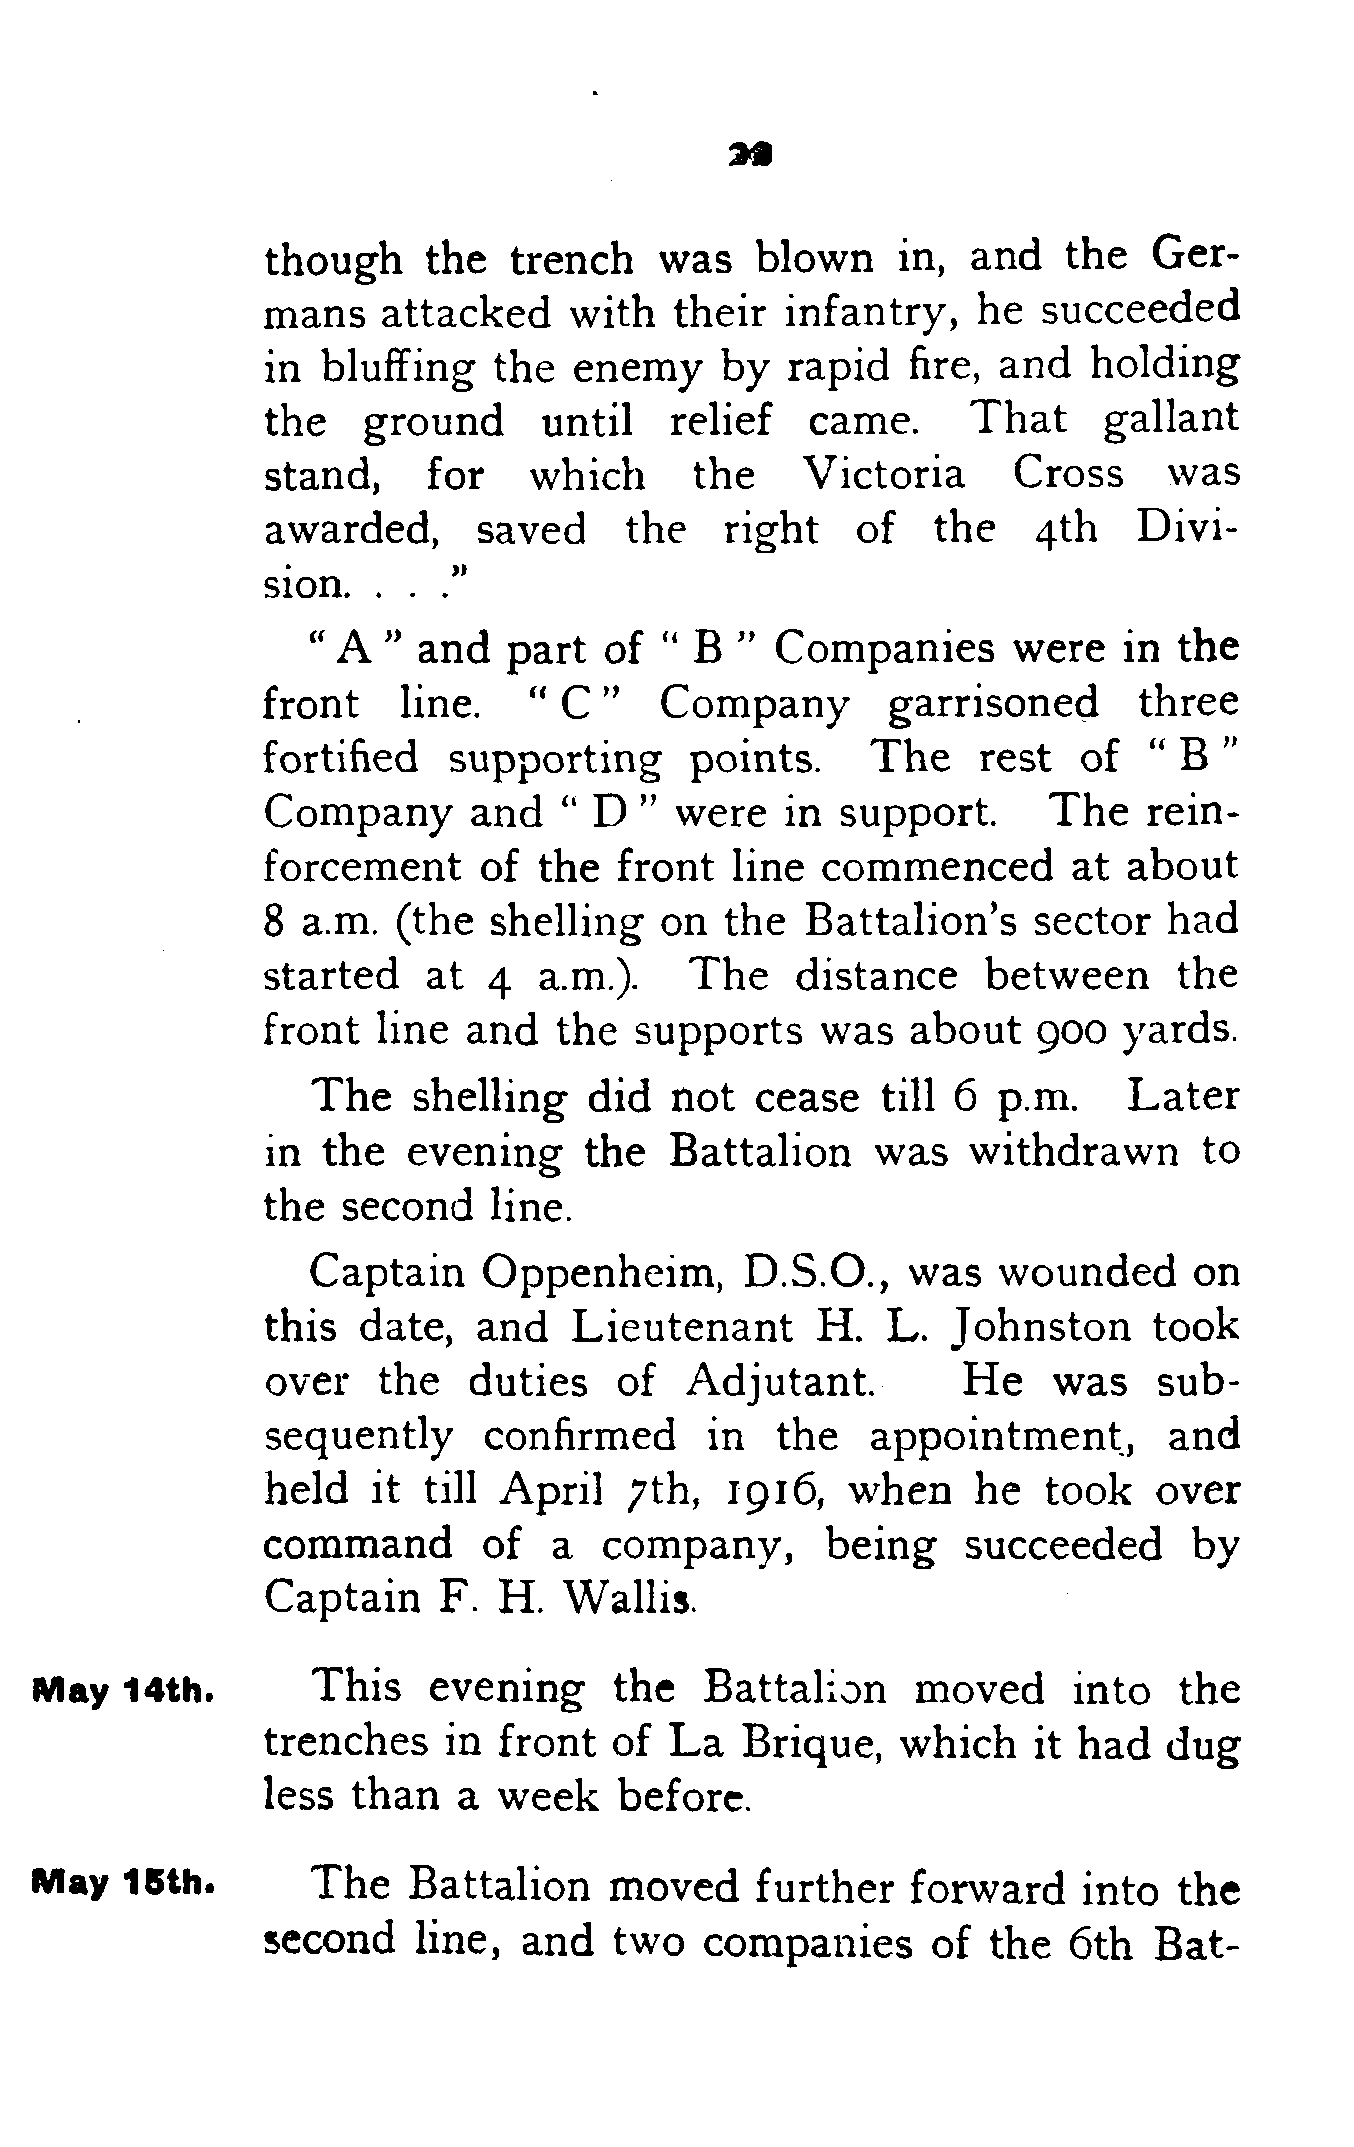 though the trench was blown in, and the Ger-
mans attacked with their infantry, he succeeded
in bluffing the enemy by rapid fire, and holding
the ground until relief came. That gallant
stand, for which the Victoria Cross was
awarded, saved the right of the 4th Divi-
sion. . . ."
" A " and part of " B " Companies were in the
front line. " C " Company garrisoned three
fortified supporting points. The rest of " B "
Company and " D " were in support. The rein-
forcement of the front line commenced at about
8 a.m. (the shelling on the Battalion's sector had
started at 4 a.m.). The distance between the
front line and the supports was about 900 yards.
The shelling did not cease till 6 p.m. Later
in the evening the Battalion was withdrawn to
the second line.
Captain Oppenheim, D.S.O., was wounded on
this date, and Lieutenant H. L. Johnston took
over the duties of Adjutant. He was sub-
sequently confirmed in the appointment, and
held it till April 7th, 1916, when he took over
command of a company, being succeeded by
Captain F. H. Wallis.
May 14th. This evening the Battalion moved into the
trenches in front of La Brique, which it had dug
less than a week before.
May 15th. The Battalion moved further forward into the
second line, and two companies of the 6th Bat-